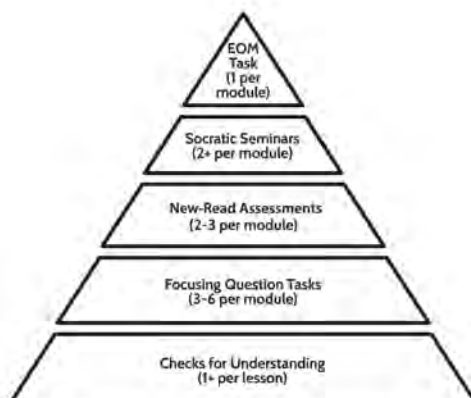 EOM
Task
(1 per
module)
Socratic Seminars
(2+ per module)
New-Read Assessments
(2-3 per module)
Focusing Question Tasks
(3-6 per module)
Checks for Understanding
(1+ per lesson)